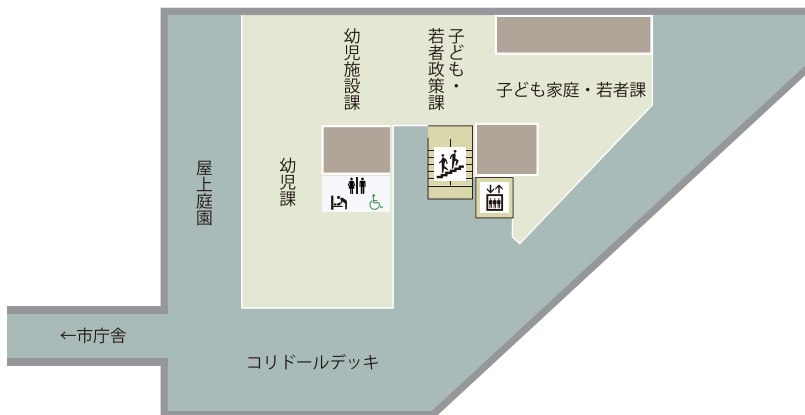 幼児施設課
子ども・
若者政策課
子ども家庭・若者課
幼児課
屋上庭園
←市庁舎
コリドールデッキ